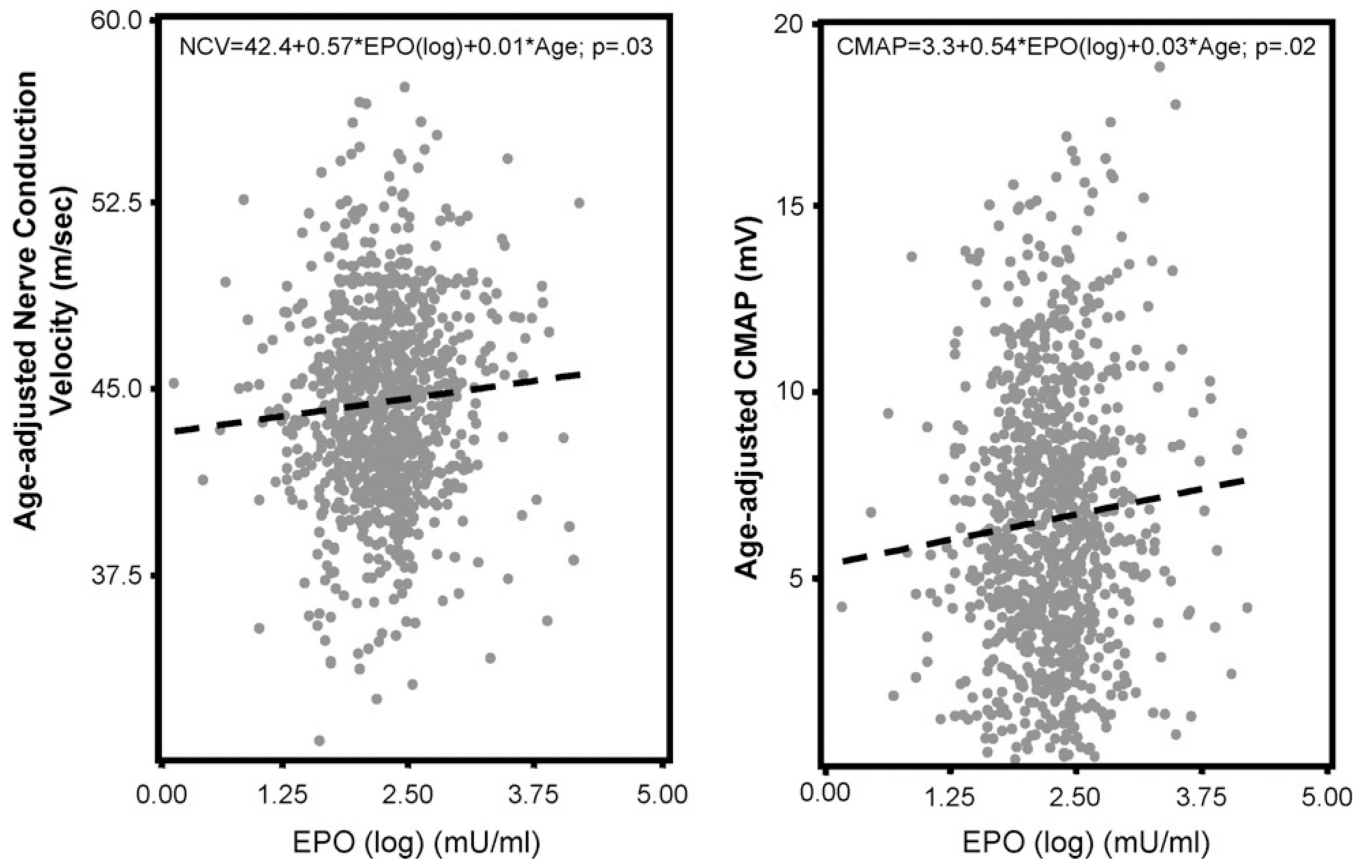 Age-adjusted Nerve Conduction
Velocity (m/sec)
60.0
52.5
45.0
37.5
NCV=42.4+0.57*EPO(log)+0.01*Age; p=.03
0.00 1.25 2.50 3.75 5.00
EPO (log) (mU/ml)
Age-adjusted CMAP (mV)
20
15
10
5
CMAP=3.3+0.54*EPO(log)+0.03*Age; p=.02
0.00 1.25 2.50 3.75 5.00
EPO (log) (mU/ml)